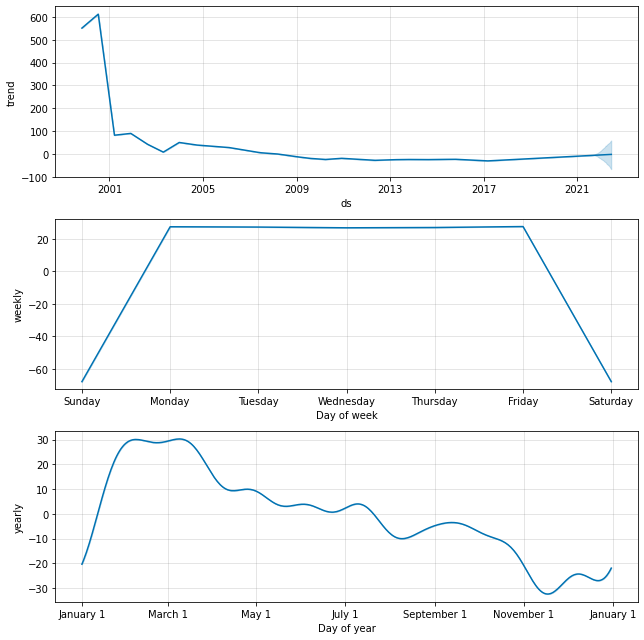 600
500
400
300
200
100
0
−100
trend
2001 2005 2009 2013 2017 2021
ds
20
0
−20
−40
−60
weekly
Sunday Monday Tuesday Wednesday Thursday Friday Saturday
Day of week
30
20
10
0
−10
−20
−30
yearly
January 1 March 1 May 1 July 1 September 1 November 1 January 1
Day of year